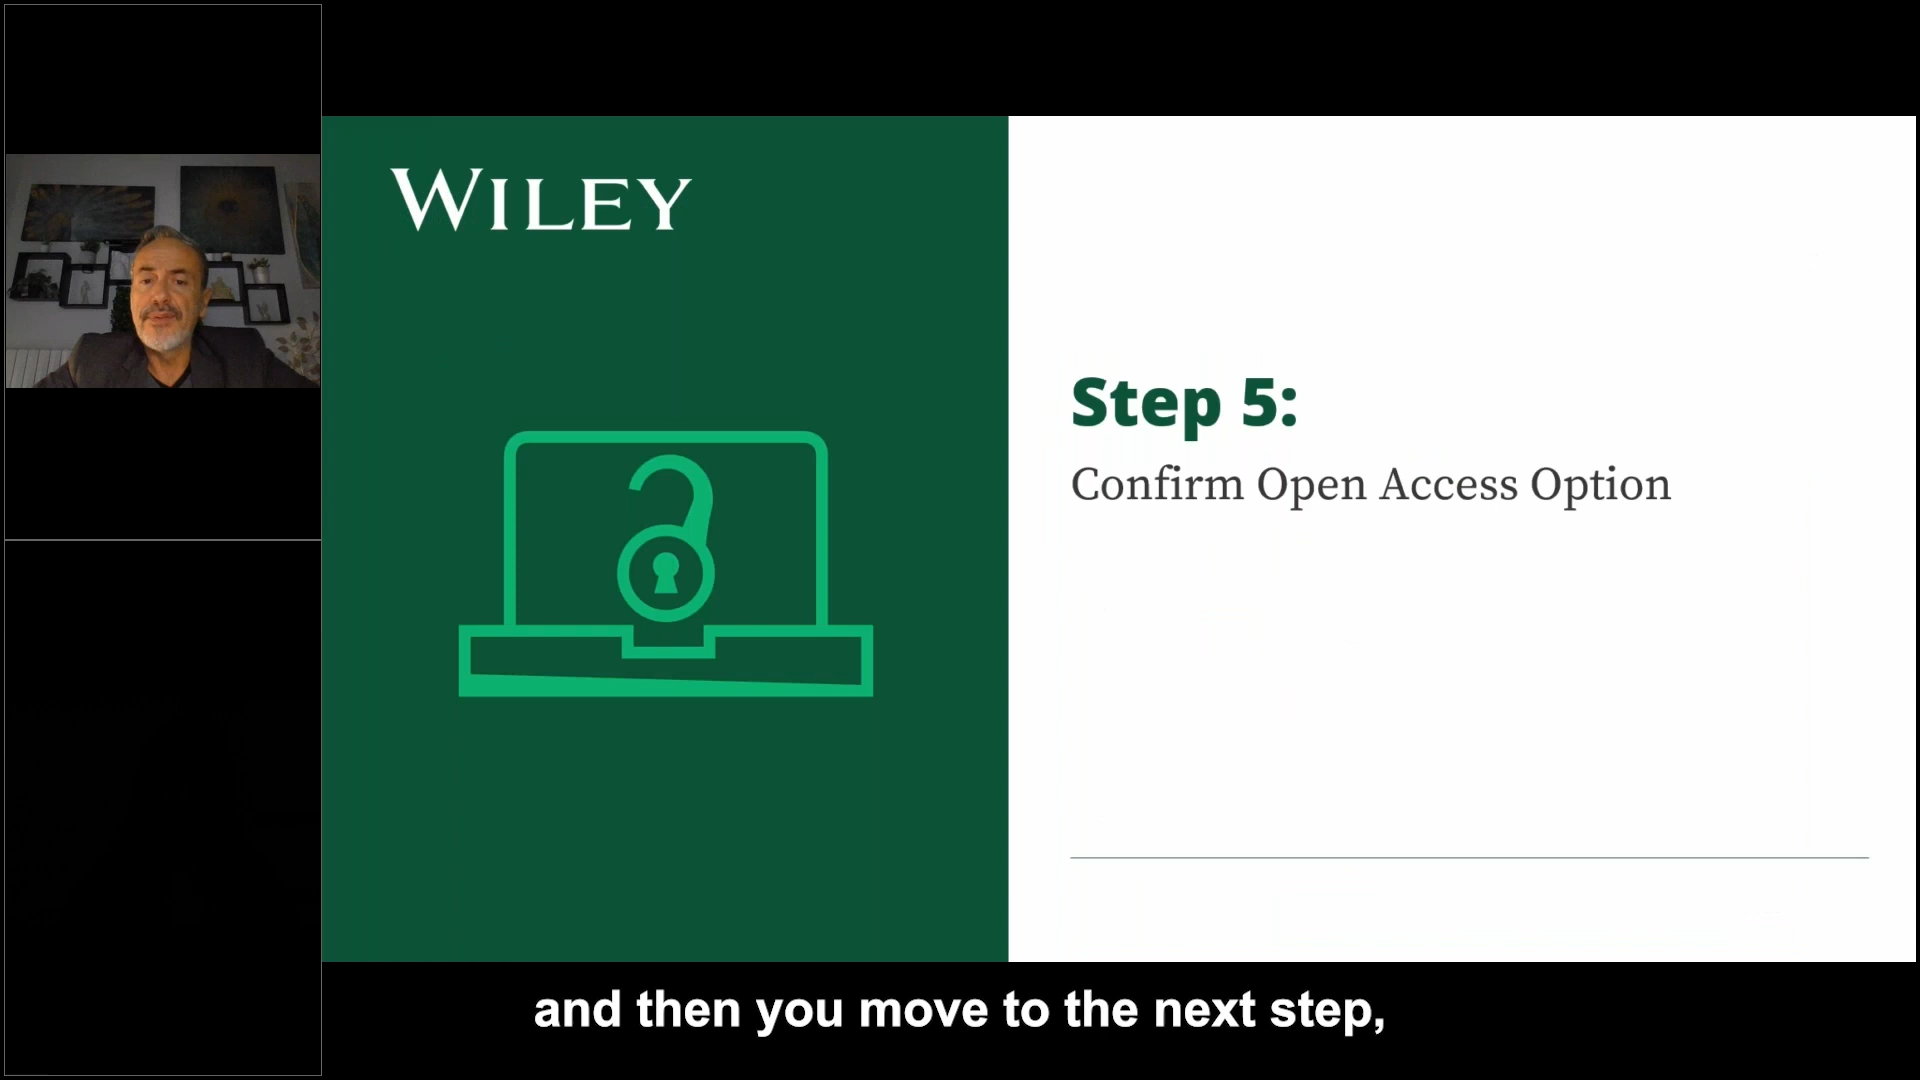 WILEY
Step 5:
Confirm Open Access Option
and then you move to the next step,